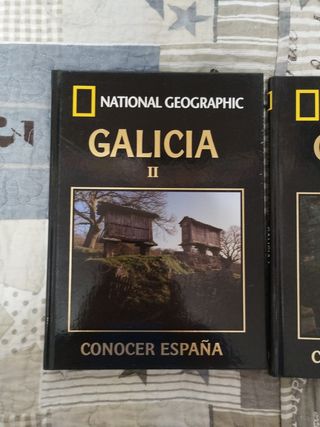 NATIONAL GEOGRAPHIC
GALICIA
II
CONOCER ESPAÑA